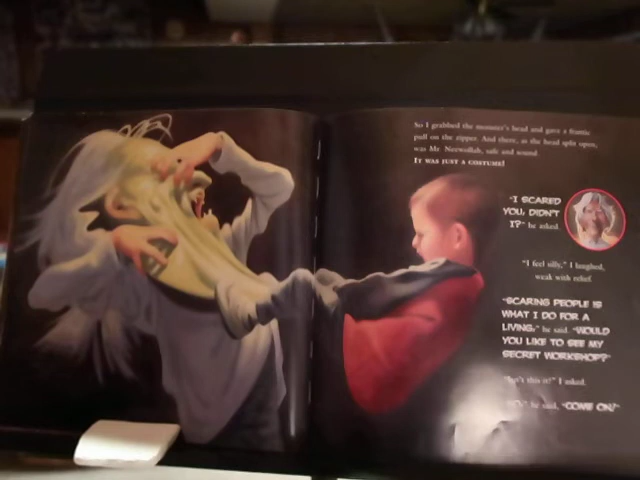 So I grabbed the monster's head and gave a frantic
pull on the zipper. And there, as the head split open,
was Mr. Neewollah, safe and sound.
IT WAS JUST A COSTUME!
"I SCARED
YOU, DIDN'T
I?" he asked.
"I feel silly," I laughed,
weak with relief.
"SCARING PEOPLE IS
WHAT I DO FOR A
LIVING," he said. "WOULD
YOU LIKE TO SEE MY
SECRET WORKSHOP?"
"Isn't this it?" I asked.
he said. "COME ON!"